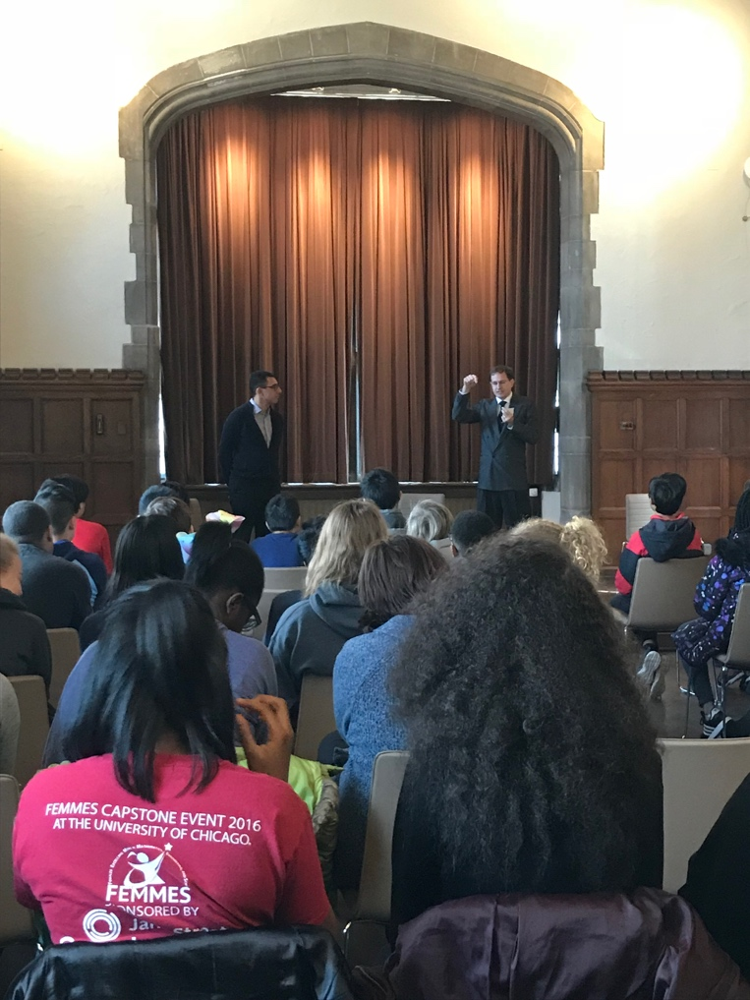 FEMMES CAPSTONE EVENT 2016
AT THE UNIVERSITY OF CHICAGO.
FEMMES
SPONSORED BY